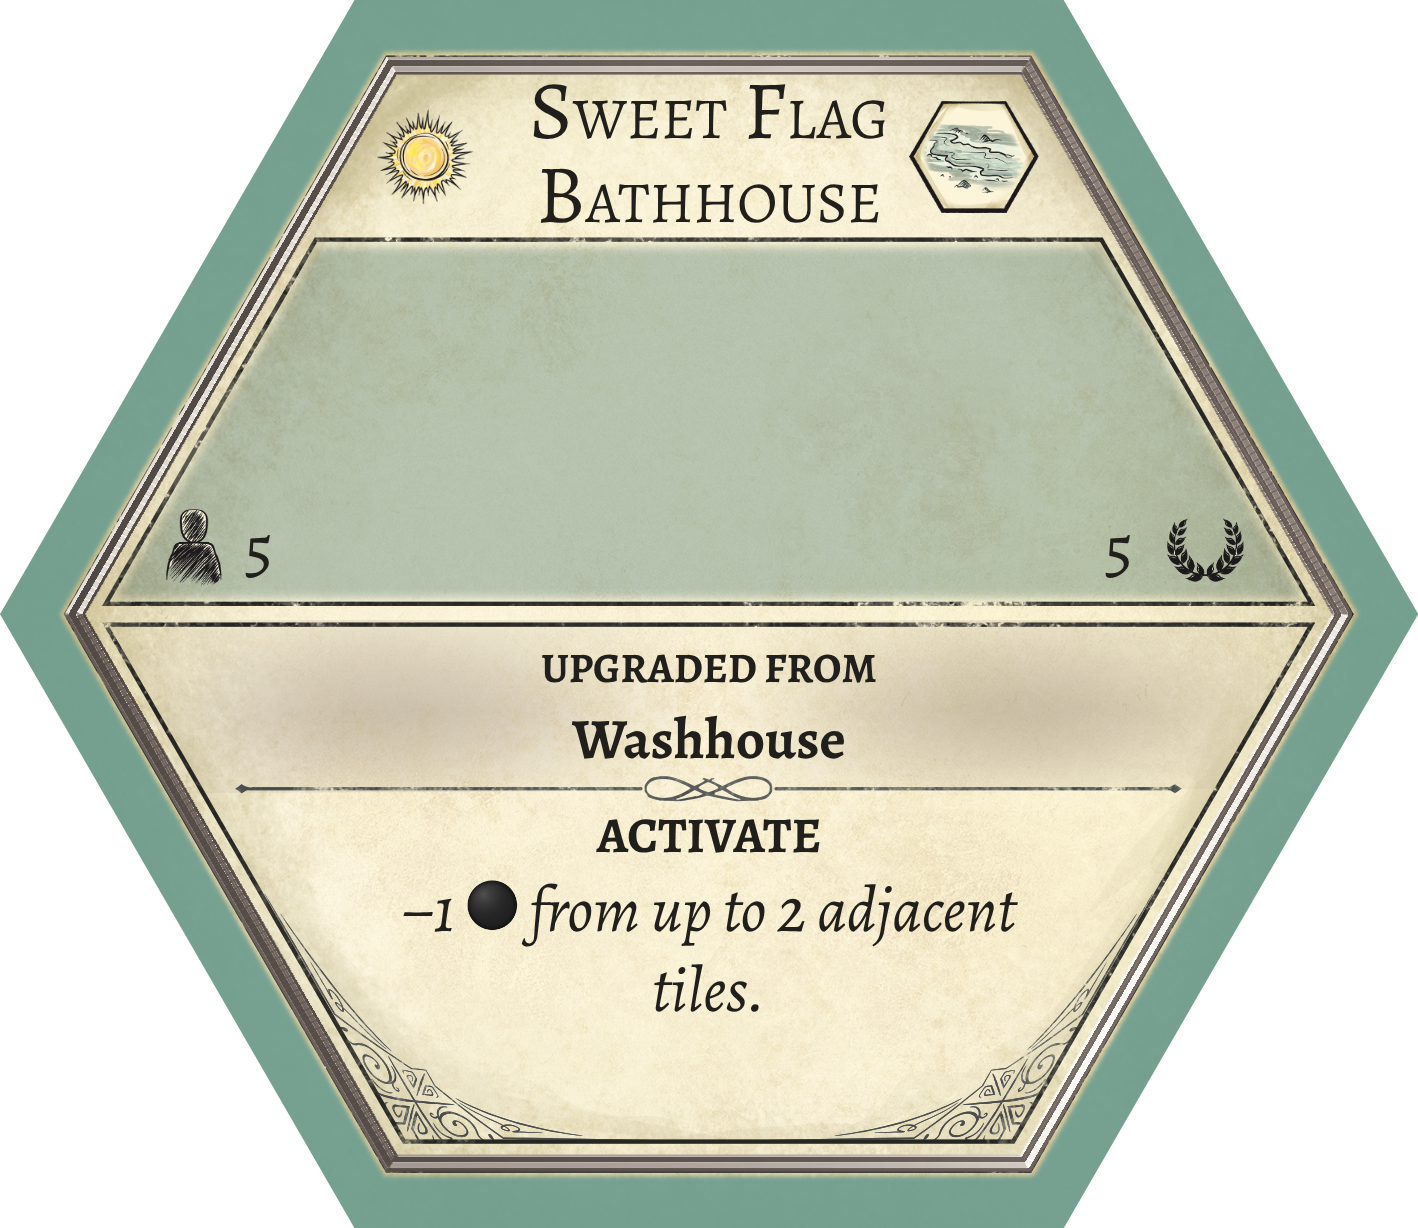 Sweet Flag
Bathhouse
5
5
UPGRADED FROM
Washhouse
ACTIVATE
–1 from up to 2 adjacent
tiles.